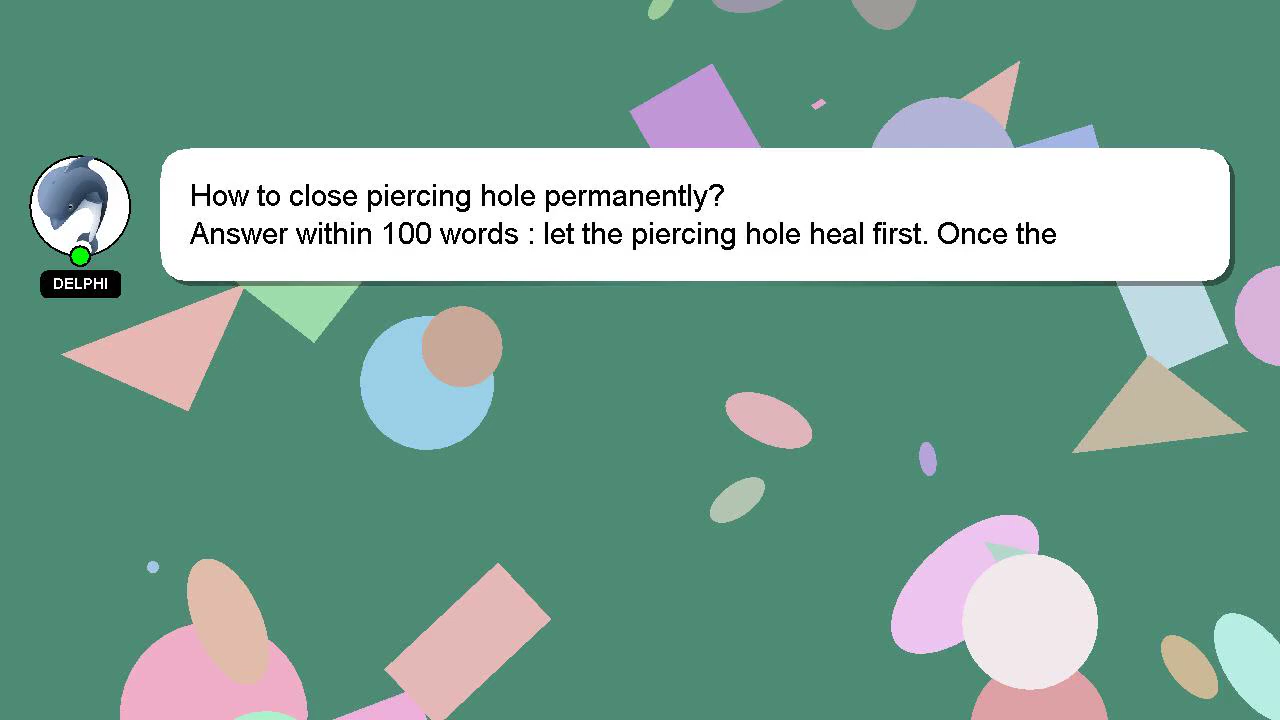 How to close piercing hole permanently?
Answer within 100 words : let the piercing hole heal first. Once the
DELPHI